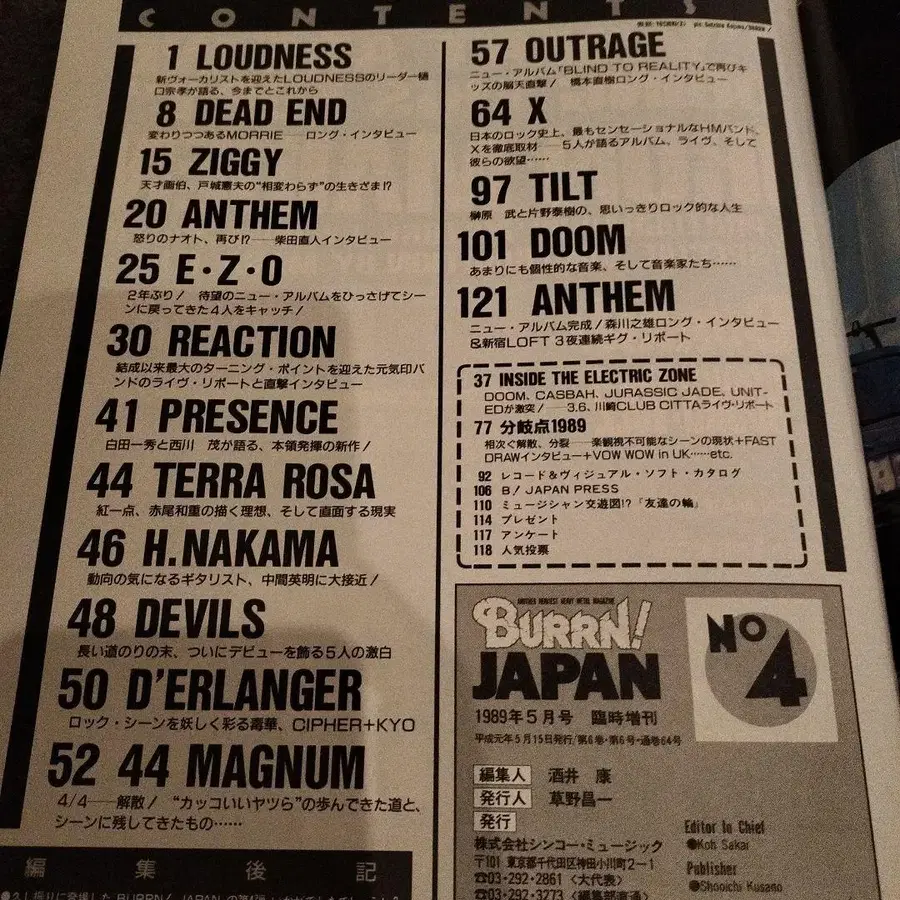 CONTENTS
1 LOUDNESS
新ヴォーカリストを迎えたLOUDNESSのリーダー樋
口宗孝が語る、今までとこれから
8 DEAD END
変わりつつあるMORRIE——ロング・インタビュー
15 ZIGGY
天才画伯、戸城憲夫の“相変わらず”の生きざま!?
20 ANTHEM
怒りのナオト、再び!?——柴田直人インタビュー
25 E・Z・O
2年ぶり! 待望のニュー・アルバムをひっさげてシー
ンに戻ってきた4人をキャッチ!
30 REACTION
結成以来最大のターニング・ポイントを迎えた元気印バ
ンドのライヴ・リポートと直撃インタビュー
41 PRESENCE
白田一秀と西川 茂が語る、本領発揮の新作!
44 TERRA ROSA
紅一点、赤尾和重の描く理想、そして直面する現実
46 H.NAKAMA
動向の気になるギタリスト、中間英明に大接近!
48 DEVILS
長い道のりの末、ついにデビューを飾る5人の激白
50 D'ERLANGER
ロック・シーンを妖しく彩る毒華、CIPHER+KYO
52 44 MAGNUM
4/4——解散! “カッコいいヤツら”の歩んできた道と、
シーンに残してきたもの……
編集後記
57 OUTRAGE
ニュー・アルバム「BLIND TO REALITY」で再びキ
ッズの脳天直撃! 橋本直樹ロング・インタビュー
64 X
日本のロック史上、最もセンセーショナルなHMバンド、
Xを徹底取材——5人が語るアルバム、ライヴ、そして
彼らの欲望……
97 TILT
榊原 武と片野泰樹の、思いっきりロック的な人生
101 DOOM
あまりにも個性的な音楽、そして音楽家たち……
121 ANTHEM
ニュー・アルバム完成/森川之雄ロング・インタビュー
&新宿LOFT 3夜連続ギグ・リポート
37 INSIDE THE ELECTRIC ZONE
DOOM, CASBAH, JURASSIC JADE, UNIT-
EDが激突!——3.6、川崎CLUB CITTAライヴ・リポート
77 分岐点1989
相次ぐ解散、分裂——楽観視不可能なシーンの現状+FAST
DRAWインタビュー+VOW WOW in UK……etc.
92 レコード&ヴィジュアル・ソフト・カタログ
106 B! JAPAN PRESS
110 ミュージシャン交遊図!?『友達の輪』
114 プレゼント
117 アンケート
118 人気投票
ANOTHER HEAVIEST HEAVY METAL MAGAZINE
BURRN!
JAPAN
No 4
1989年5月号 臨時増刊
平成元年5月15日発行/第6巻・第6号・通巻64号
編集人 酒井 康
発行人 草野昌一
発行
株式会社シンコー・ミュージック
〒101 東京都千代田区神田小川町2-1
☎03・292・2861〈大代表〉
☎03・292・3273〈編集部直通〉
Editor in Chief
●Koh Sakai
Publisher
●Shooichi Kusano